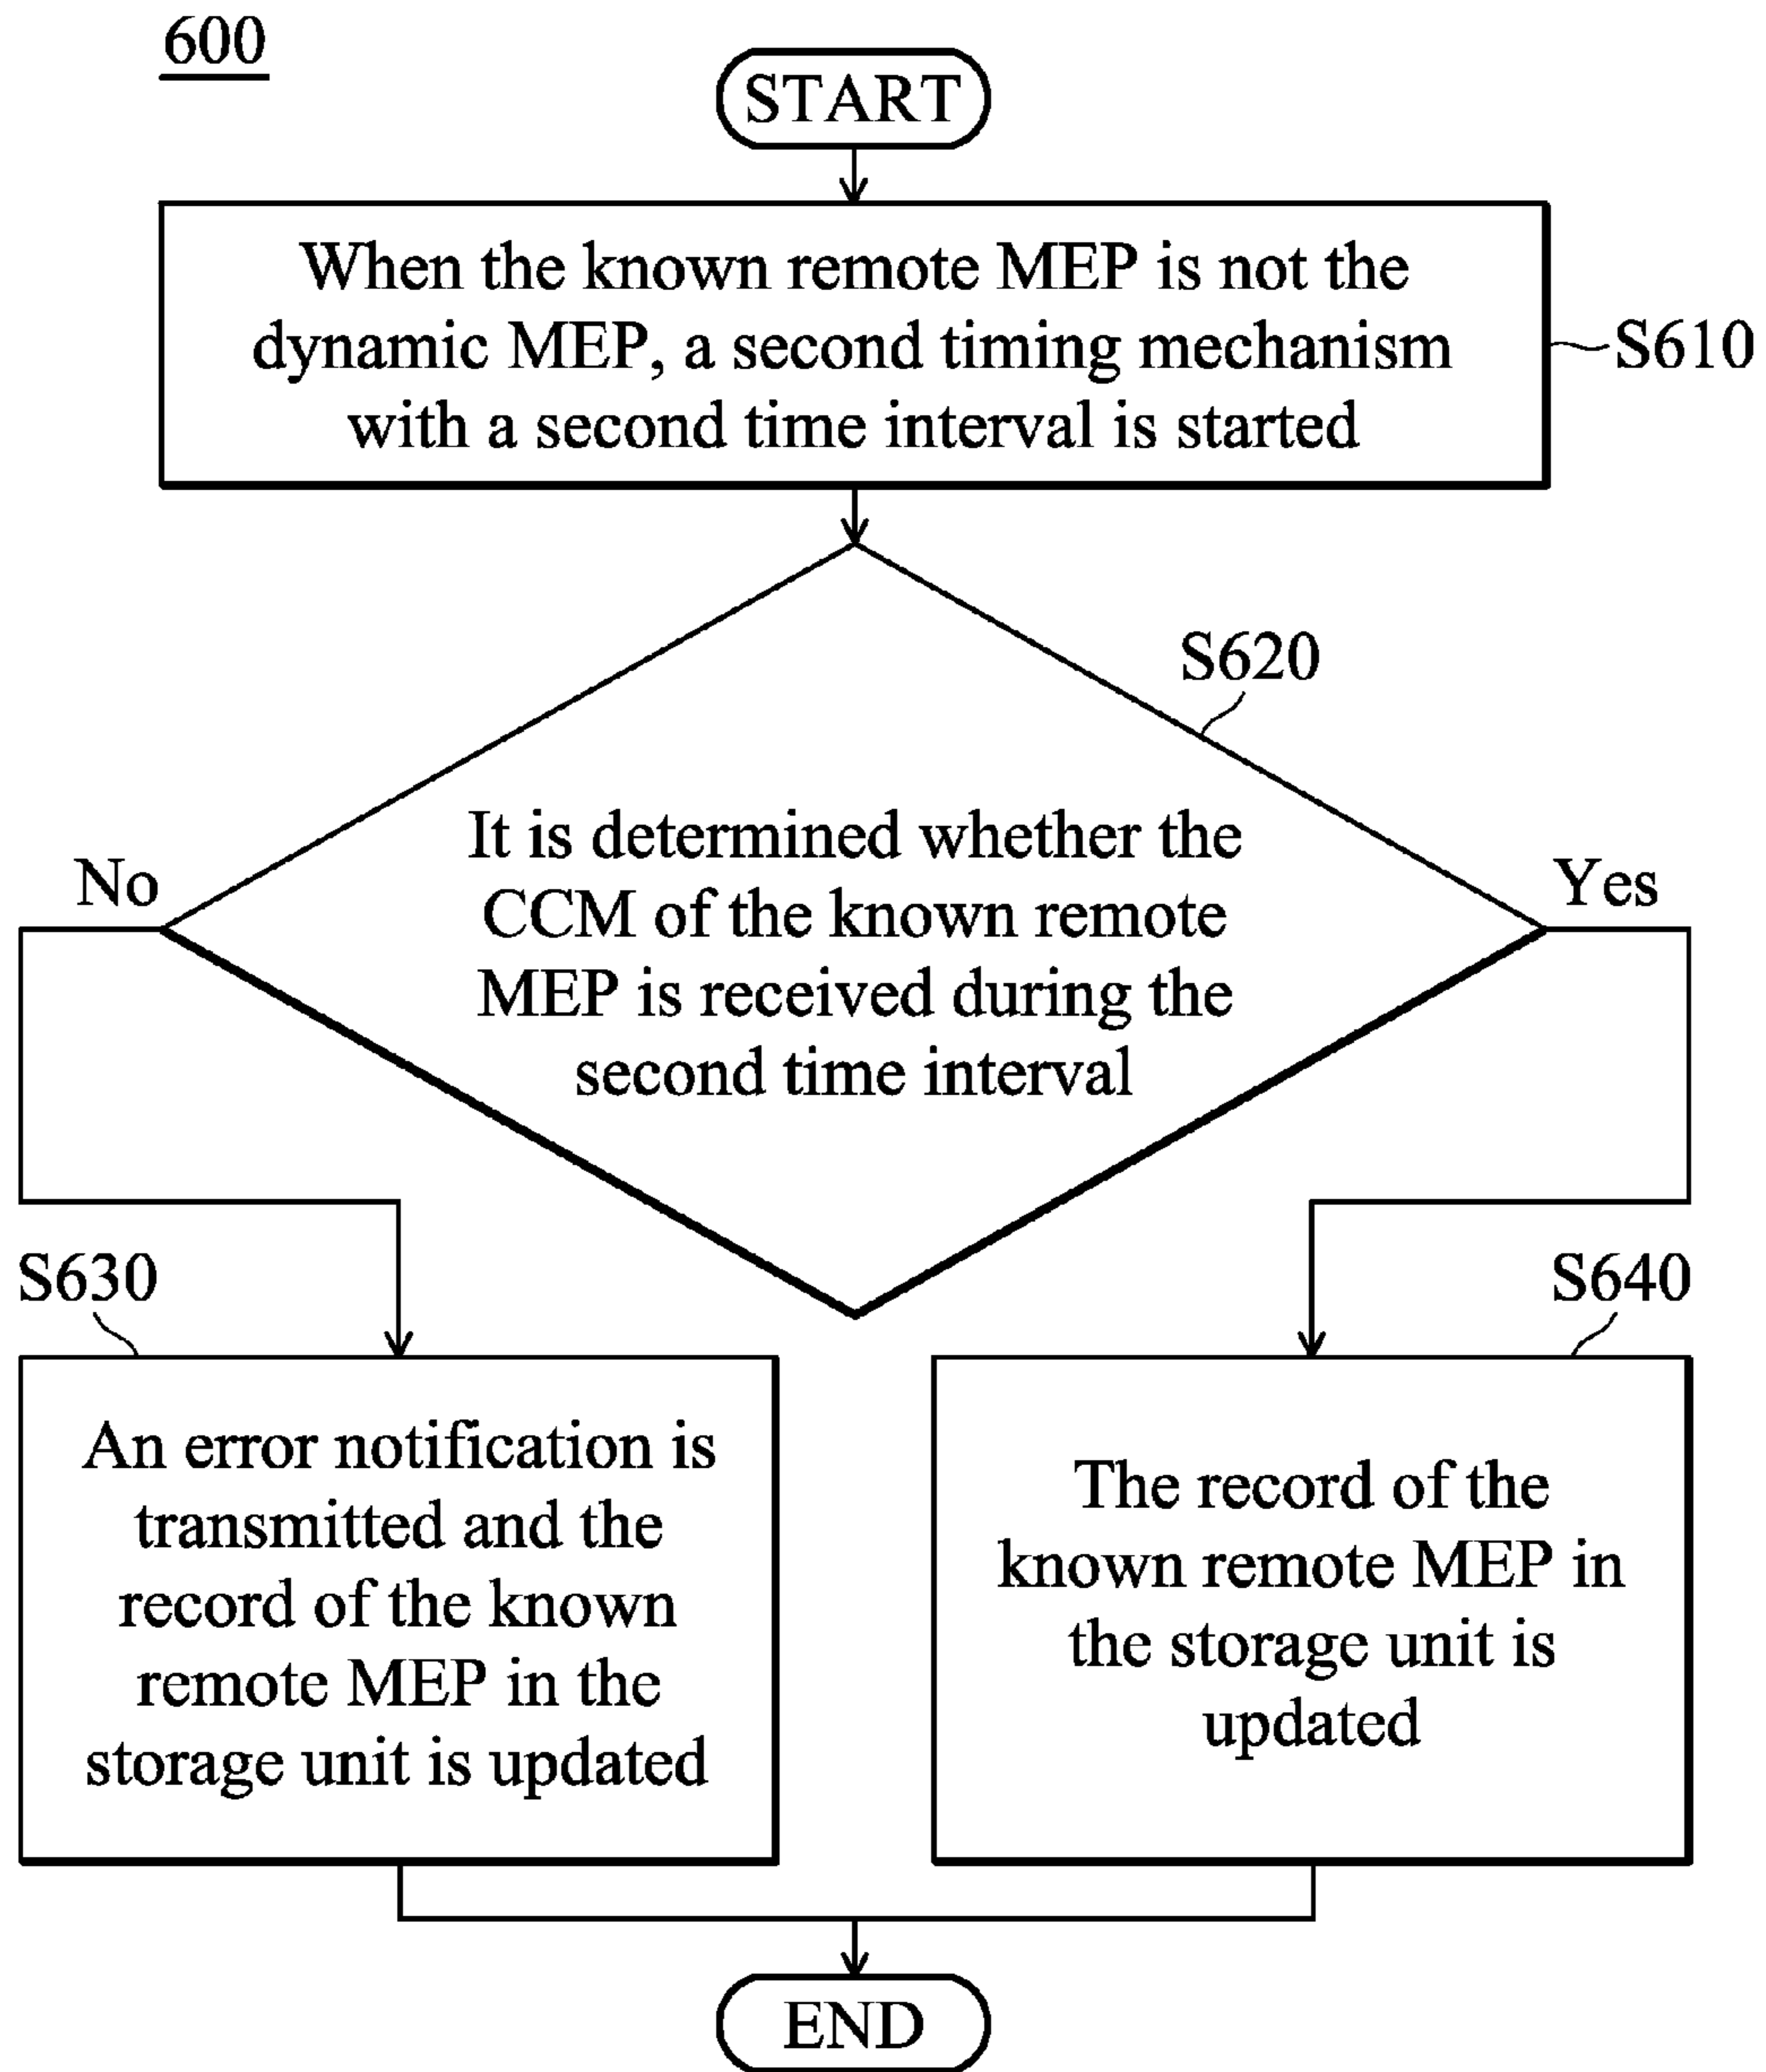 600
START
When the known remote MEP is not the
dynamic MEP, a second timing mechanism
with a second time interval is started
S610
S620
It is determined whether the
CCM of the known remote
MEP is received during the
second time interval
No
Yes
S630
S640
An error notification is
transmitted and the
record of the known
remote MEP in the
storage unit is updated
The record of the
known remote MEP in
the storage unit is
updated
END